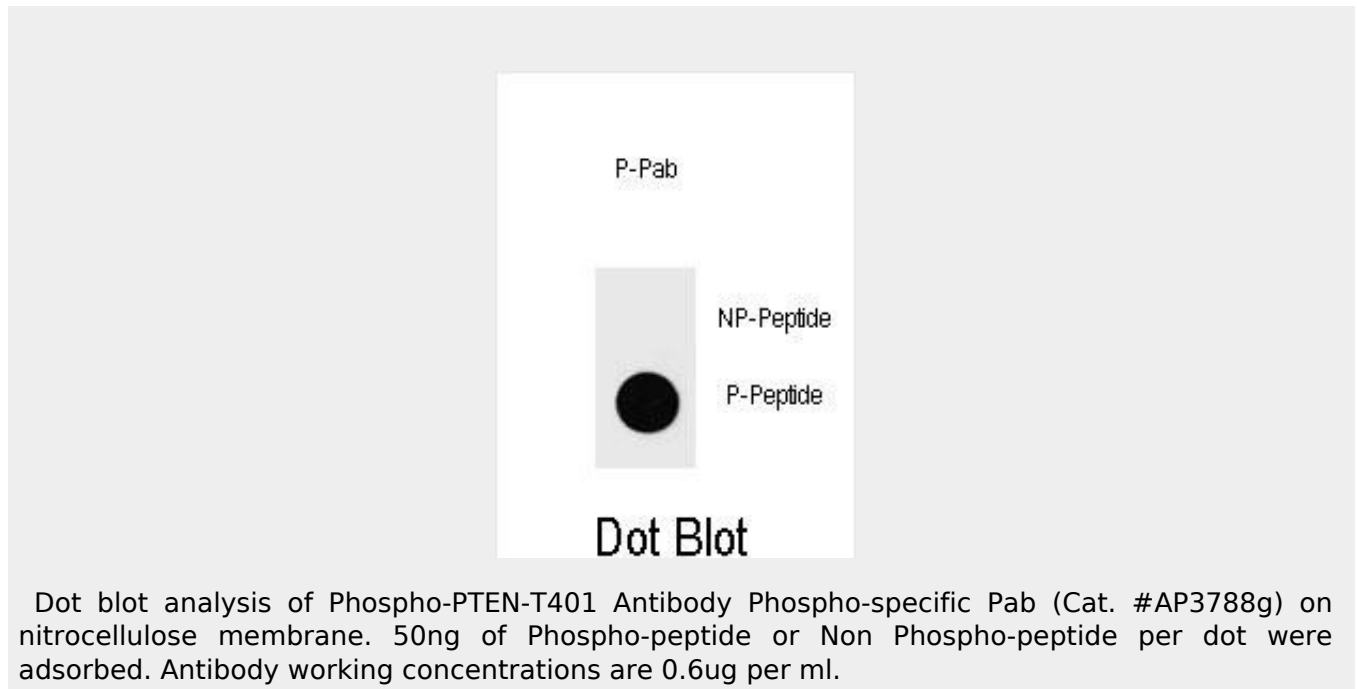 P-Pab
NP-Peptide
P-Peptide
Dot Blot
Dot blot analysis of Phospho-PTEN-T401 Antibody Phospho-specific Pab (Cat. #AP3788g) on
nitrocellulose membrane. 50ng of Phospho-peptide or Non Phospho-peptide per dot were
adsorbed. Antibody working concentrations are 0.6ug per ml.